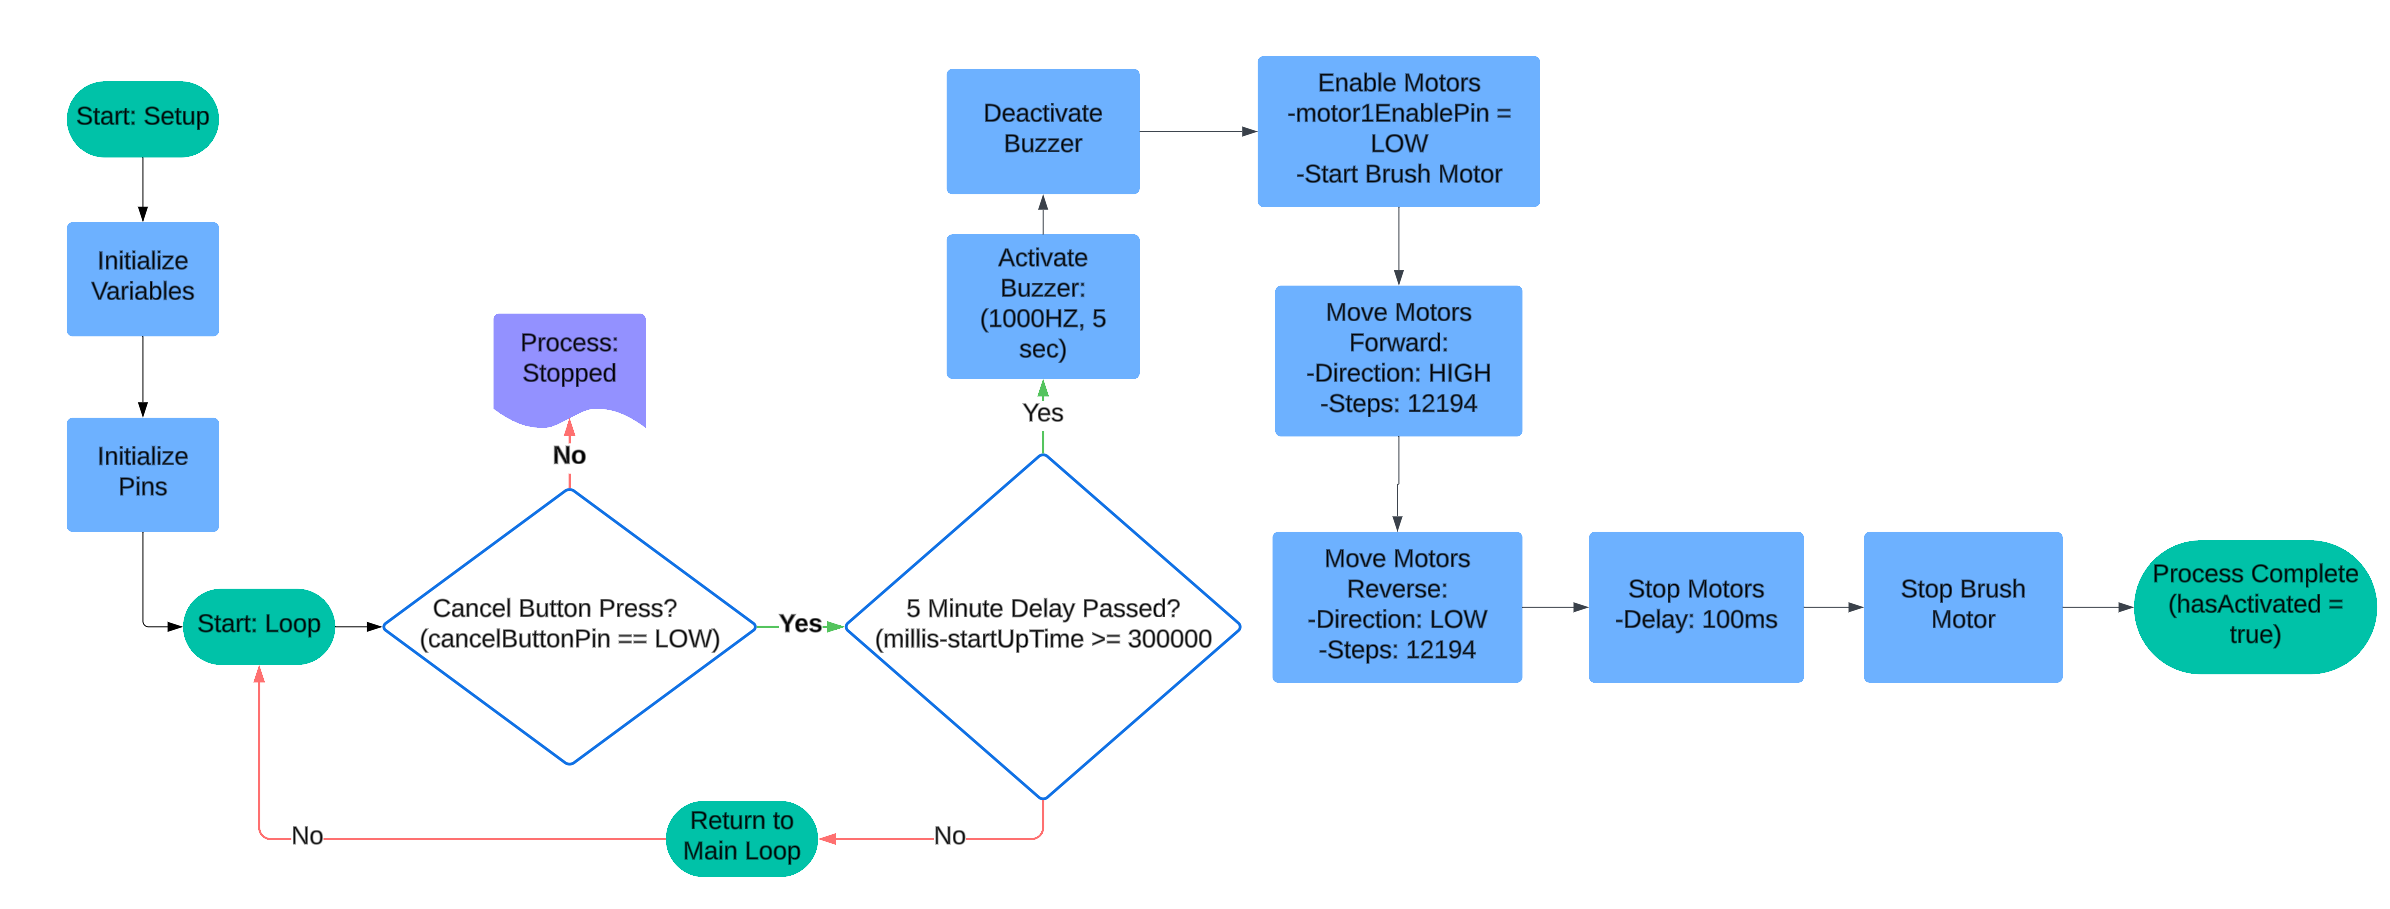 Start: Setup
Initialize
Variables
Initialize
Pins
Start: Loop
Process:
Stopped
No
Cancel Button Press?
(cancelButtonPin == LOW)
Yes
5 Minute Delay Passed?
(millis-startUpTime >= 300000
No
Return to
Main Loop
No
Yes
Activate
Buzzer:
(1000HZ, 5
sec)
Deactivate
Buzzer
Enable Motors
-motor1EnablePin =
LOW
-Start Brush Motor
Move Motors
Forward:
-Direction: HIGH
-Steps: 12194
Move Motors
Reverse:
-Direction: LOW
-Steps: 12194
Stop Motors
-Delay: 100ms
Stop Brush
Motor
Process Complete
(hasActivated =
true)